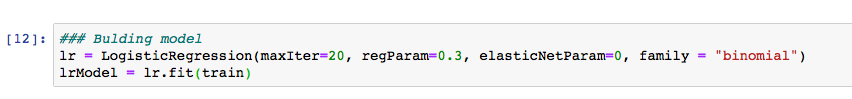 [12]: ### Bulding model
lr = LogisticRegression(maxIter=20, regParam=0.3, elasticNetParam=0, family = "binomial")
lrModel = lr.fit(train)